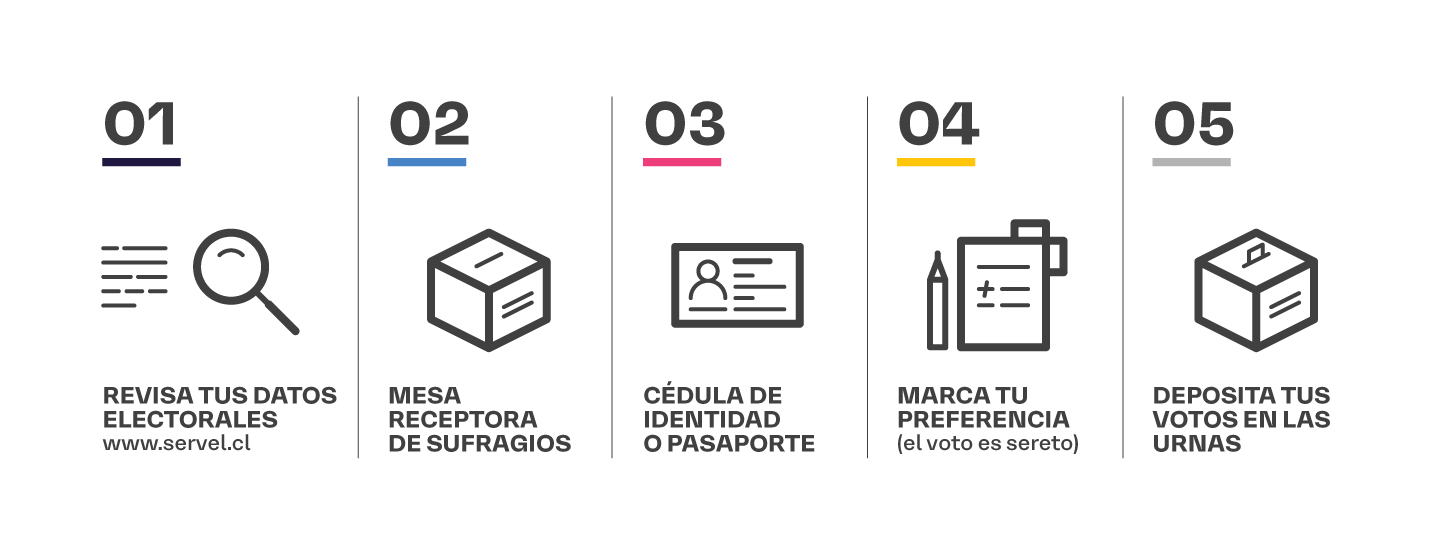 01
REVISA TUS DATOS
ELECTORALES
www.servel.cl
02
MESA
RECEPTORA
DE SUFRAGIOS
03
CÉDULA DE
IDENTIDAD
O PASAPORTE
04
MARCA TU
PREFERENCIA
(el voto es sereto)
05
DEPOSITA TUS
VOTOS EN LAS
URNAS